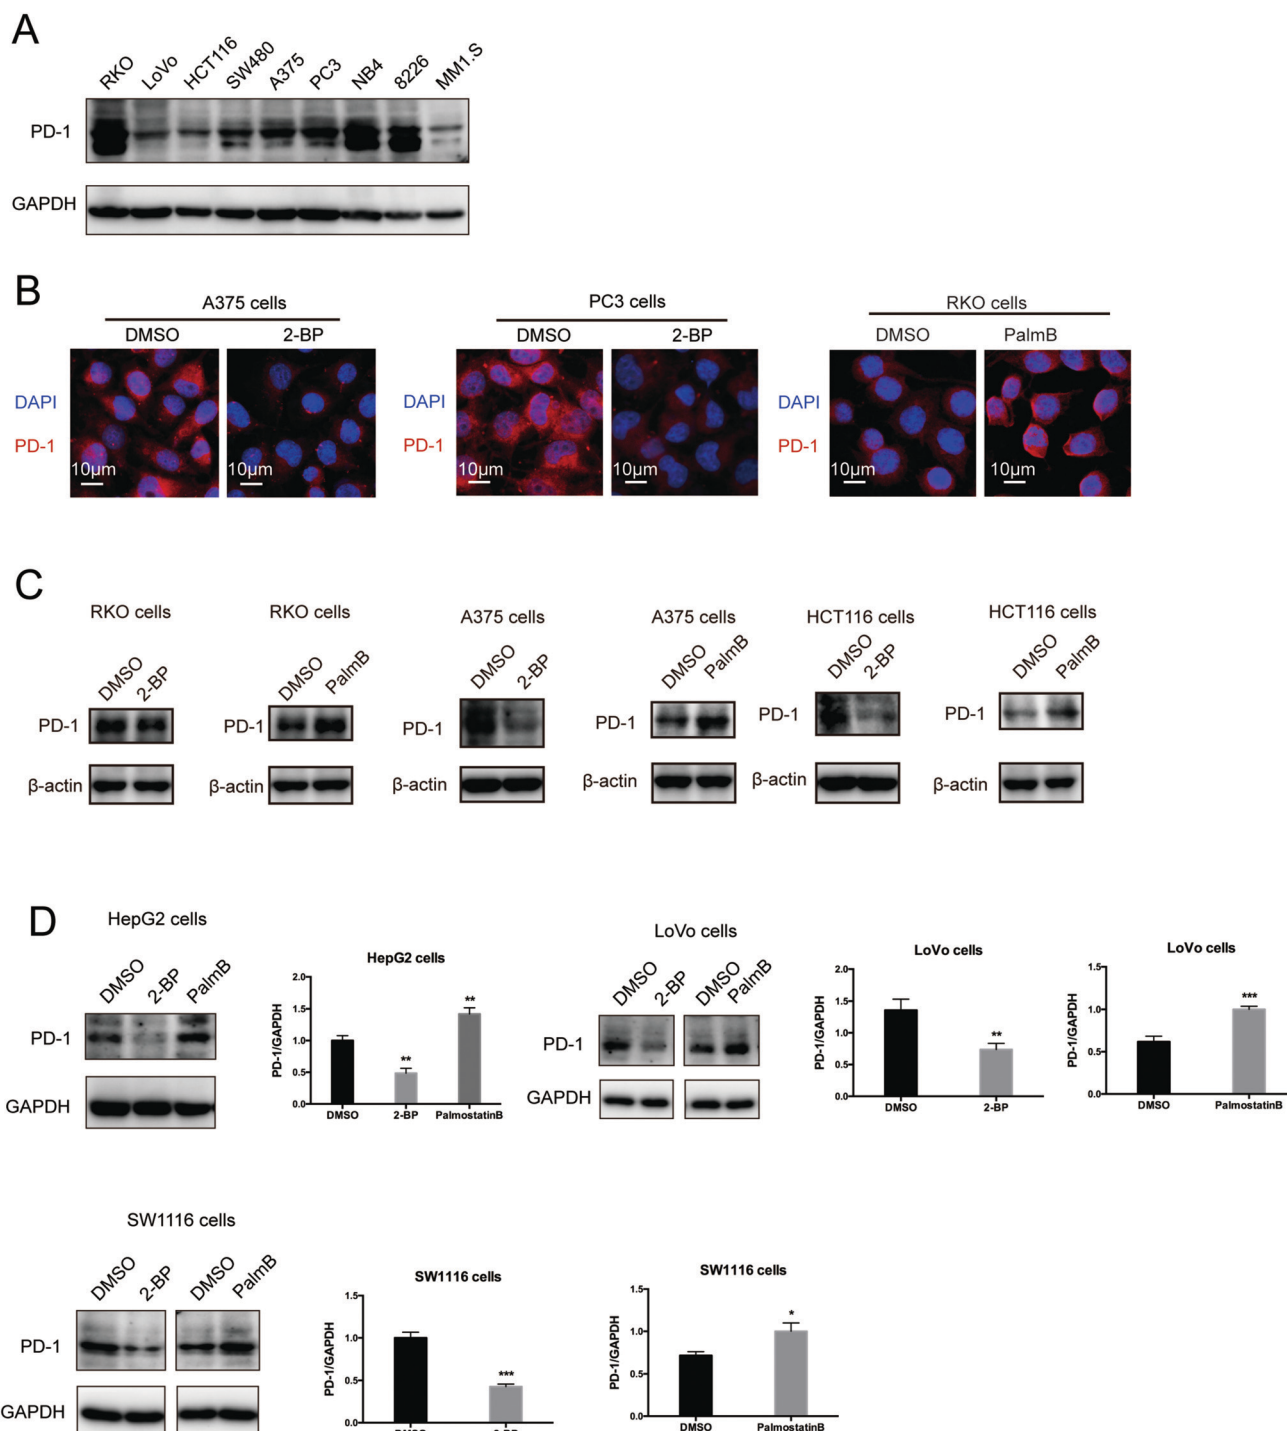 A
RKO
LoVo
HCT116
SW480
A375
PC3
NB4
8226
MM1.S
PD-1
GAPDH
B
A375 cells
DMSO 2-BP
DAPI
PD-1
10μm 10μm
PC3 cells
DMSO 2-BP
DAPI
PD-1
10μm 10μm
RKO cells
DMSO PalmB
DAPI
PD-1
10μm 10μm
C
RKO cells
DMSO
2-BP
PD-1
β-actin
RKO cells
DMSO
PalmB
PD-1
β-actin
A375 cells
DMSO
2-BP
PD-1
β-actin
A375 cells
DMSO
PalmB
PD-1
β-actin
HCT116 cells
DMSO
2-BP
PD-1
β-actin
HCT116 cells
DMSO
PalmB
PD-1
β-actin
D
HepG2 cells
DMSO
2-BP
PalmB
PD-1
GAPDH
HepG2 cells
PD-1/GAPDH
2.0
1.5
1.0
0.5
0.0
**
**
DMSO 2-BP PalmostatinB
LoVo cells
DMSO
2-BP
DMSO
PalmB
PD-1
GAPDH
LoVo cells
PD-1/GAPDH
2.0
1.5
1.0
0.5
0.0
**
DMSO 2-BP
LoVo cells
PD-1/GAPDH
1.5
1.0
0.5
0.0
***
DMSO PalmostatinB
SW1116 cells
DMSO
2-BP
DMSO
PalmB
PD-1
GAPDH
SW1116 cells
PD-1/GAPDH
1.5
1.0
0.5
0.0
***
DMSO 2-BP
SW1116 cells
PD-1/GAPDH
1.5
1.0
0.5
0.0
*
DMSO PalmostatinB